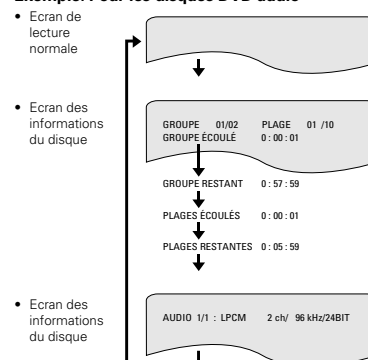 Exemple: Pour les disques DVD audio
• Ecran de
lecture
normale
• Ecran des
informations
du disque
GROUPE 01/02 PLAGE 01 /10
GROUPE ÉCOULÉ 0 : 00 : 01
GROUPE RESTANT 0 : 57 : 59
PLAGES ÉCOULÉS 0 : 00 : 01
PLAGES RESTANTES 0 : 05 : 59
• Ecran des
informations
du disque
AUDIO 1/1 : LPCM 2 ch/ 96 kHz/24BIT